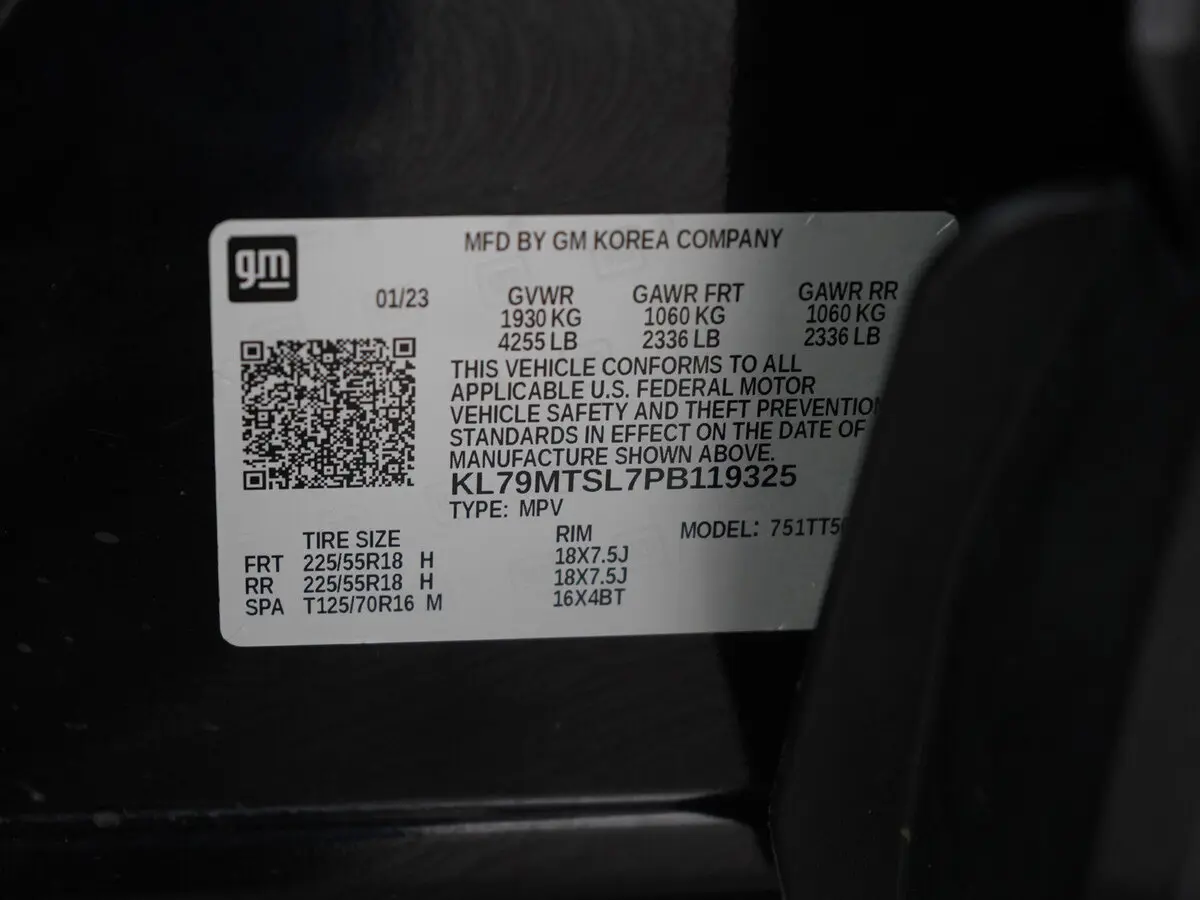 gm
MFD BY GM KOREA COMPANY
01/23
GVWR GAWR FRT GAWR RR
1930 KG 1060 KG 1060 KG
4255 LB 2336 LB 2336 LB
THIS VEHICLE CONFORMS TO ALL
APPLICABLE U.S. FEDERAL MOTOR
VEHICLE SAFETY AND THEFT PREVENTION
STANDARDS IN EFFECT ON THE DATE OF
MANUFACTURE SHOWN ABOVE.
KL79MTSL7PB119325
TYPE: MPV
TIRE SIZE RIM MODEL:
FRT 225/55R18 H 18X7.5J
RR 225/55R18 H 18X7.5J
SPA T125/70R16 M 16X4BT